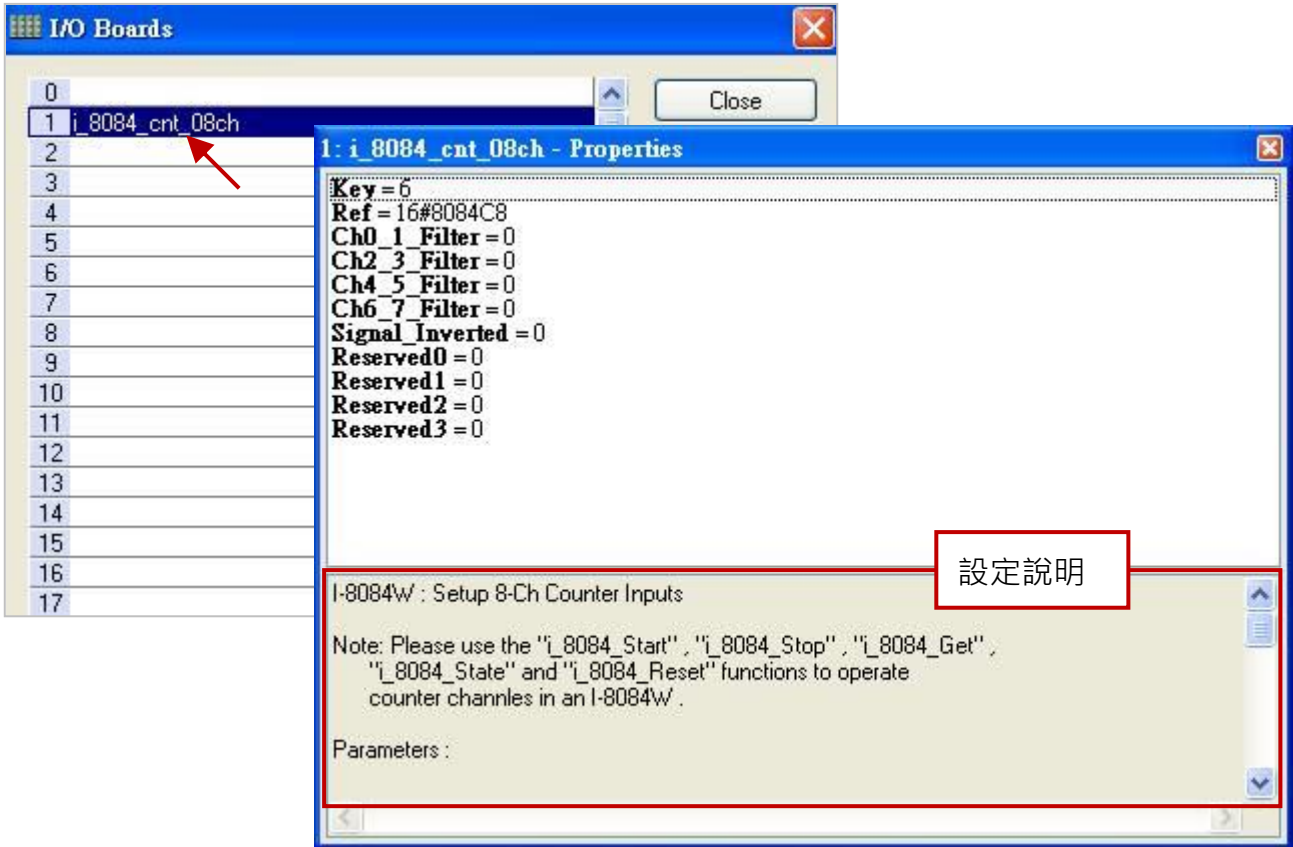 I/O Boards
0
Close
1 i_8084_cnt_08ch
2
3
4
5
6
7
8
9
10
11
12
13
14
15
16
17
1: i_8084_cnt_08ch - Properties
Key = 6
Ref = 16#8084C8
Ch0_1_Filter = 0
Ch2_3_Filter = 0
Ch4_5_Filter = 0
Ch6_7_Filter = 0
Signal_Inverted = 0
Reserved0 = 0
Reserved1 = 0
Reserved2 = 0
Reserved3 = 0
設定說明
I-8084W : Setup 8-Ch Counter Inputs
Note: Please use the "i_8084_Start" , "i_8084_Stop" , "i_8084_Get" ,
"i_8084_State" and "i_8084_Reset" functions to operate
counter channles in an I-8084W .
Parameters :